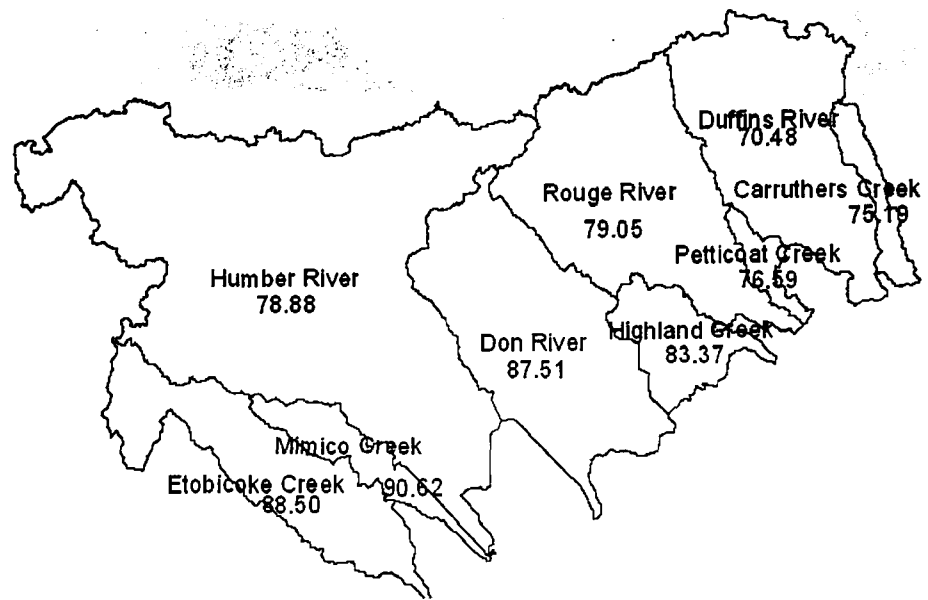 Duffins River
70.48
Rouge River
79.05
Carruthers Creek
75.19
Petticoat Creek
76.59
Humber River
78.88
Don River
87.51
Highland Creek
83.37
Mimico Creek
90.62
Etobicoke Creek
88.50